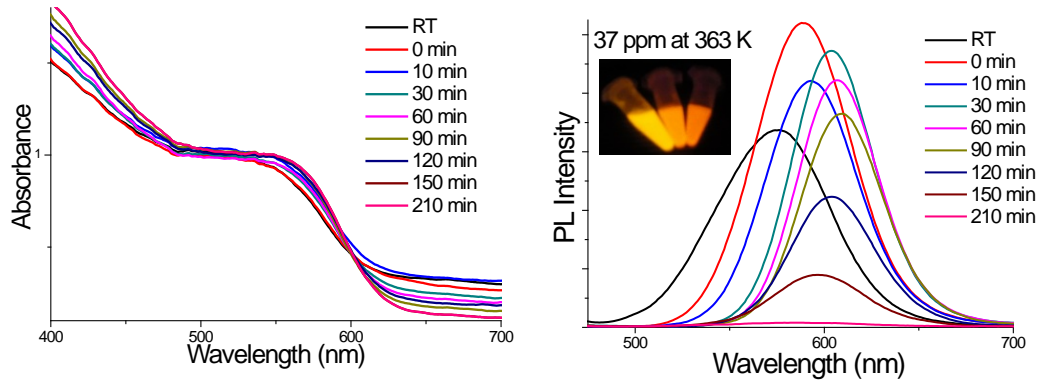 Absorbance
1
400
500
600
700
Wavelength (nm)
RT
0 min
10 min
30 min
60 min
90 min
120 min
150 min
210 min
PL Intensity
37 ppm at 363 K
500
600
700
Wavelength (nm)
RT
0 min
10 min
30 min
60 min
90 min
120 min
150 min
210 min